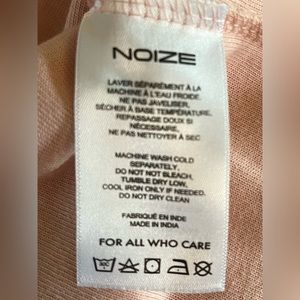 NOIZE
LAVER SÉPARÉMENT À LA
MACHINE À L'EAU FROIDE.
NE PAS JAVELISER,
SÉCHER À BASE TEMPÉRATURE,
REPASSAGE DOUX SI
NÉCESSAIRE,
NE PAS NETTOYER À SEC
MACHINE WASH COLD
SEPARATELY,
DO NOT BLEACH,
TUMBLE DRY LOW,
COOL IRON ONLY IF NEEDED.
DO NOT DRY CLEAN
FABRIQUÉ EN INDE
MADE IN INDIA
FOR ALL WHO CARE